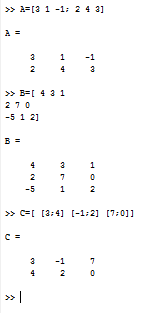 >> A=[3 1 -1; 2 4 3]
A =
3 1 -1
2 4 3
>> B=[ 4 3 1
2 7 0
-5 1 2]
B =
4 3 1
2 7 0
-5 1 2
>> C=[ [3;4] [-1;2] [7;0]]
C =
3 -1 7
4 2 0
>>